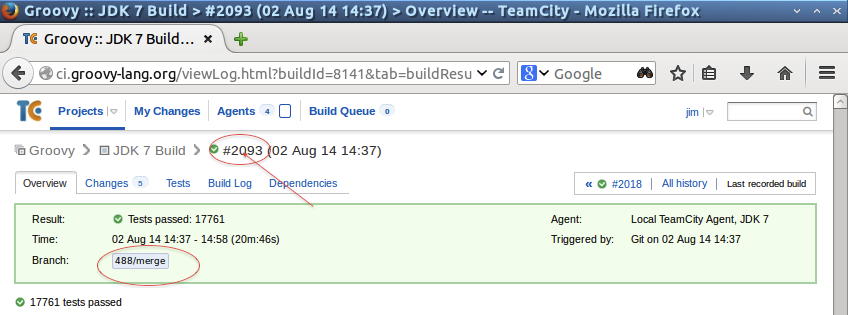 Groovy :: JDK 7 Build > #2093 (02 Aug 14 14:37) > Overview -- TeamCity - Mozilla Firefox
TC Groovy :: JDK 7 Build...
ci.groovy-lang.org/viewLog.html?buildId=8141&tab=buildResu
8 Google
TC Projects My Changes Agents 4 Build Queue 0 jim
Groovy > JDK 7 Build > #2093 (02 Aug 14 14:37)
Overview Changes 5 Tests Build Log Dependencies « #2018 | All history | Last recorded build
Result: Tests passed: 17761 Agent: Local TeamCity Agent, JDK 7
Time: 02 Aug 14 14:37 - 14:58 (20m:46s) Triggered by: Git on 02 Aug 14 14:37
Branch: 488/merge
17761 tests passed